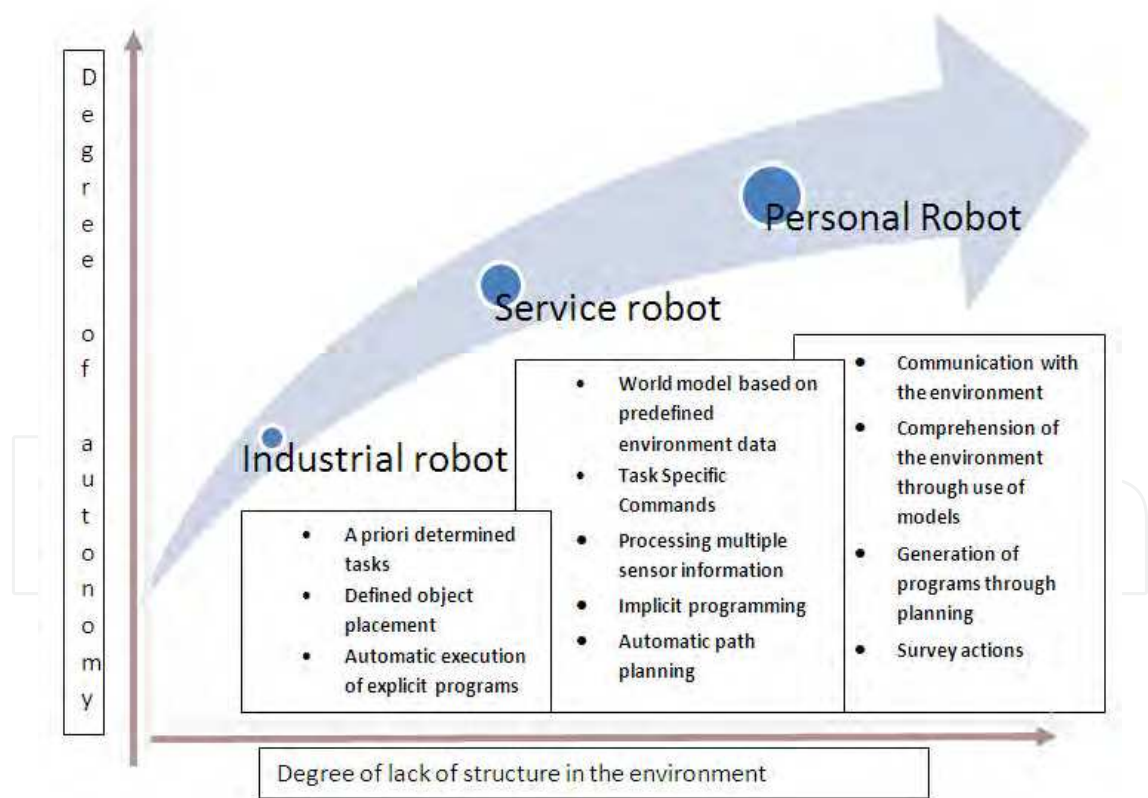 Degree of autonomy
Personal Robot
Service robot
Industrial robot
• A priori determined
tasks
• Defined object
placement
• Automatic execution
of explicit programs
• World model based on
predefined
environment data
• Task Specific
Commands
• Processing multiple
sensor information
• Implicit programming
• Automatic path
planning
• Communication with
the environment
• Comprehension of
the environment
through use of
models
• Generation of
programs through
planning
• Survey actions
Degree of lack of structure in the environment